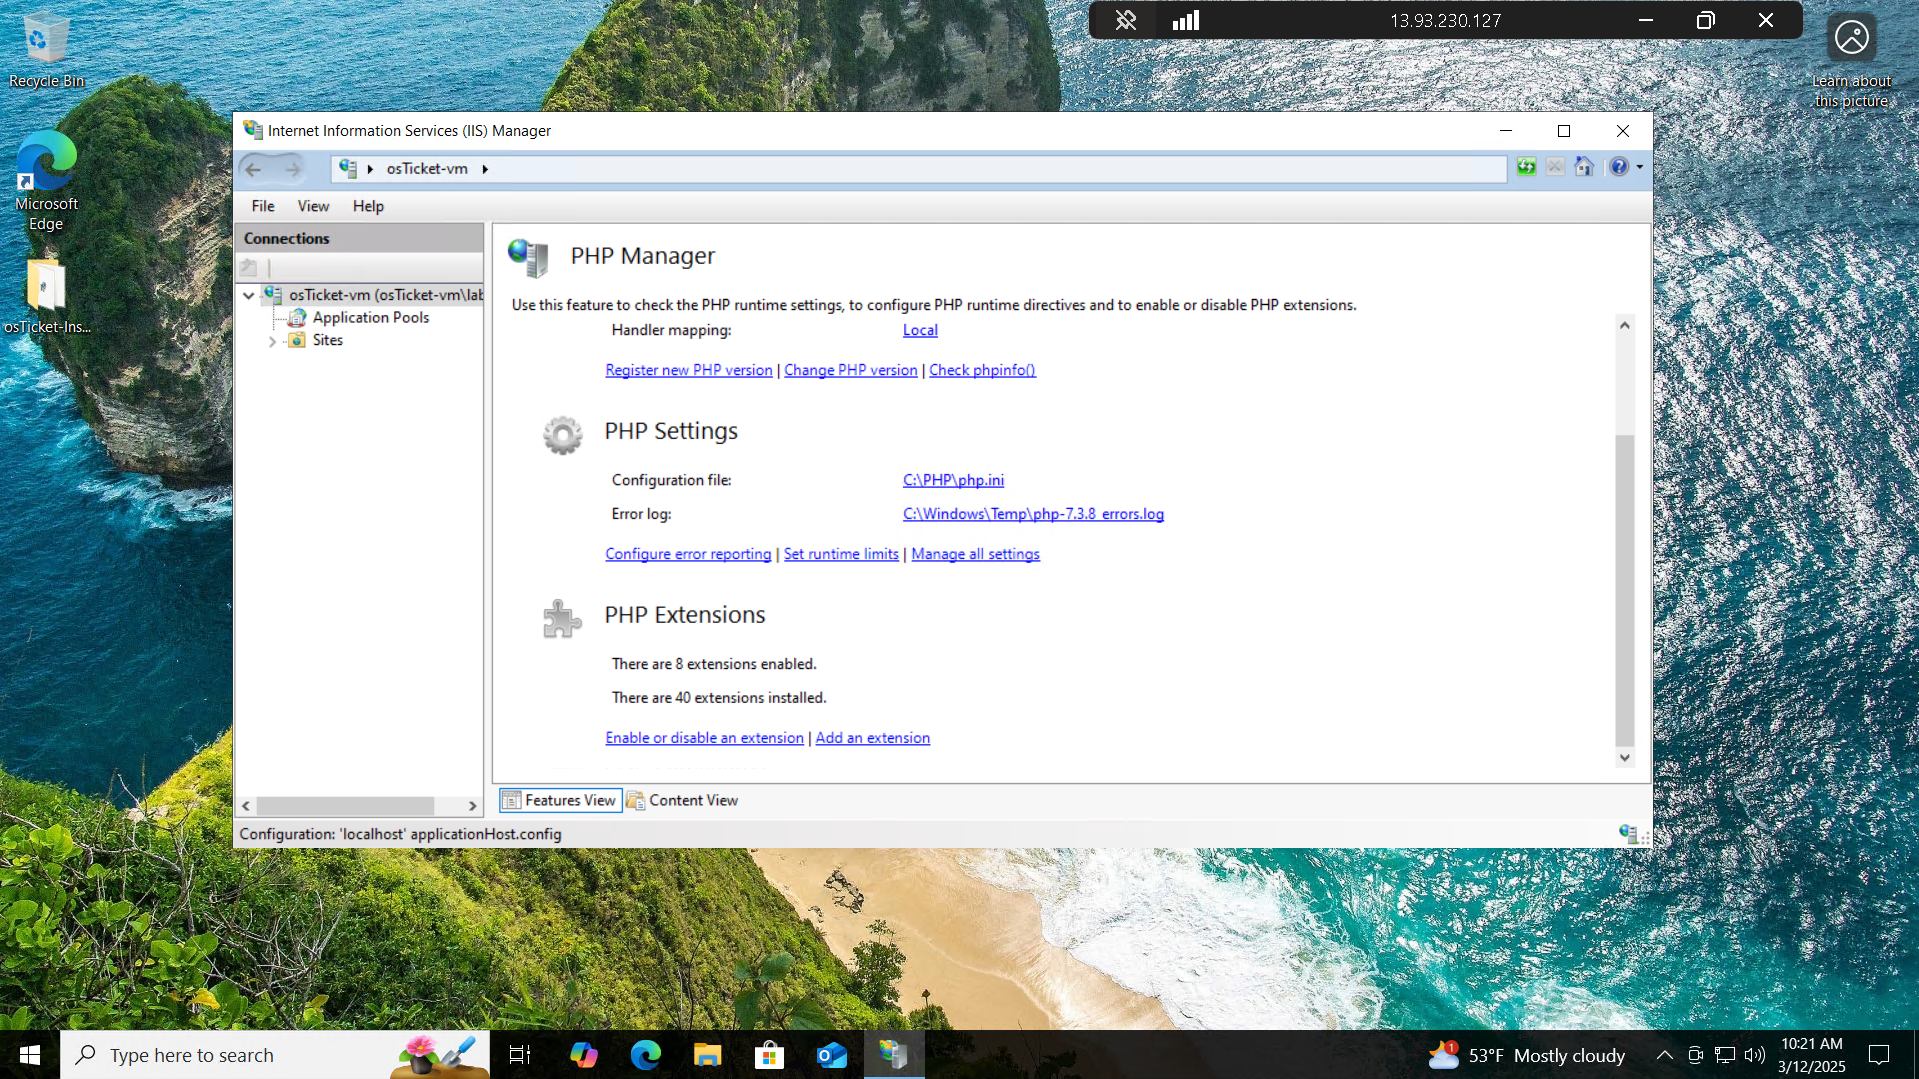 13.93.230.127
Recycle Bin
Learn about
this picture
Microsoft
Edge
osTicket-Ins...
Internet Information Services (IIS) Manager
osTicket-vm
File View Help
Connections
osTicket-vm (osTicket-vm\lab
Application Pools
Sites
PHP Manager
Use this feature to check the PHP runtime settings, to configure PHP runtime directives and to enable or disable PHP extensions.
Handler mapping: Local
Register new PHP version | Change PHP version | Check phpinfo()
PHP Settings
Configuration file: C:\PHP\php.ini
Error log: C:\Windows\Temp\php-7.3.8_errors.log
Configure error reporting | Set runtime limits | Manage all settings
PHP Extensions
There are 8 extensions enabled.
There are 40 extensions installed.
Enable or disable an extension | Add an extension
Features View Content View
Configuration: 'localhost' applicationHost.config
Type here to search
1
53°F Mostly cloudy
10:21 AM
3/12/2025